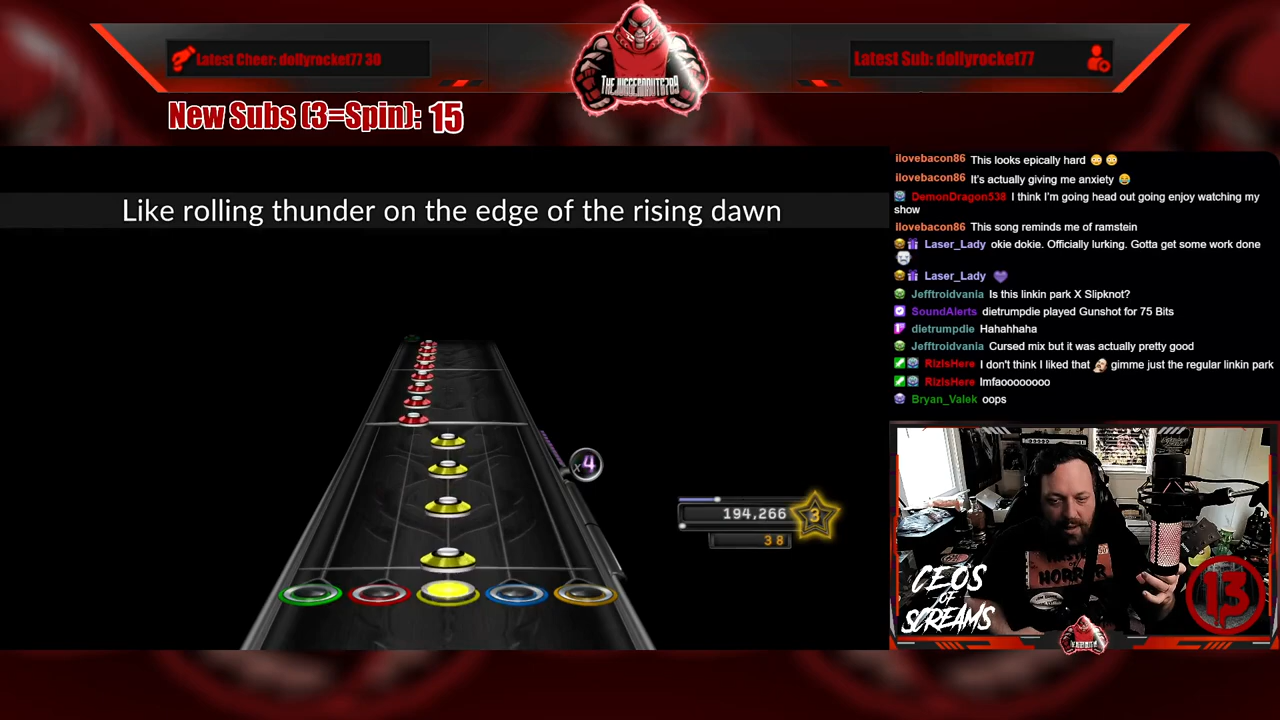 Latest Cheer: dollyrocket77 30
THEJUGGERNAUT6789
Latest Sub: dollyrocket77
New Subs (3=Spin): 15
Like rolling thunder on the edge of the rising dawn
x4
194,266
3
38
ilovebacon86 This looks epically hard
ilovebacon86 It's actually giving me anxiety
DemonDragon538 I think I'm going head out going enjoy watching my
show
ilovebacon86 This song reminds me of ramstein
Laser_Lady okie dokie. Officially lurking. Gotta get some work done
Laser_Lady
Jefftroidvania Is this linkin park X Slipknot?
SoundAlerts dietrumpdie played Gunshot for 75 Bits
dietrumpdie Hahahhaha
Jefftroidvania Cursed mix but it was actually pretty good
RizisHere I don't think I liked that gimme just the regular linkin park
RizisHere lmfaoooooooo
Bryan_Valek oops
CEOS
OF
SCREAMS
HORROR
13